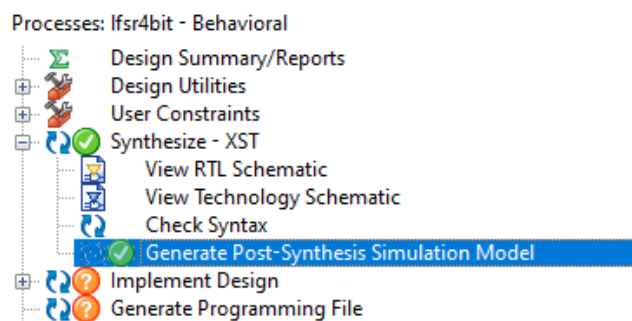 Processes: lfsr4bit - Behavioral
Design Summary/Reports
Design Utilities
User Constraints
Synthesize - XST
View RTL Schematic
View Technology Schematic
Check Syntax
Generate Post-Synthesis Simulation Model
Implement Design
Generate Programming File